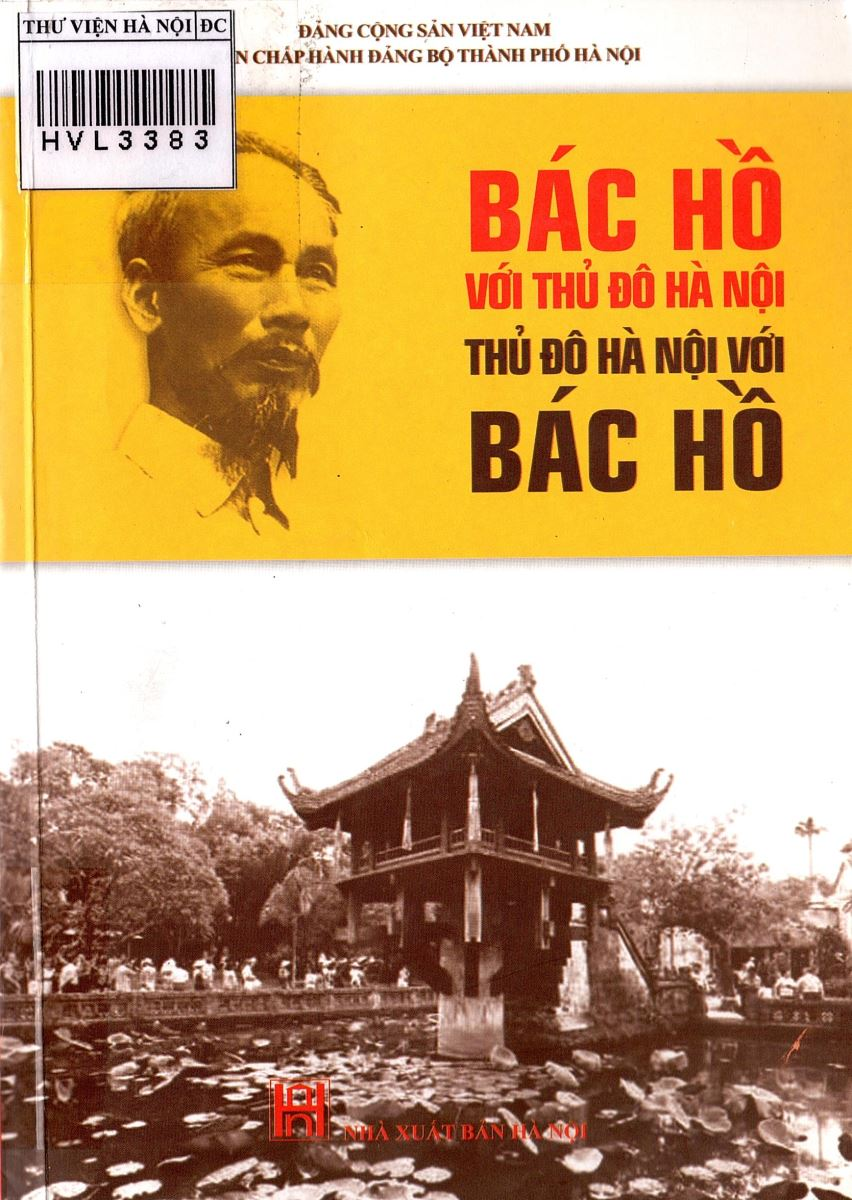 THƯ VIỆN HÀ NỘI ĐC
HVL3383
ĐẢNG CỘNG SẢN VIỆT NAM
N CHẤP HÀNH ĐẢNG BỘ THÀNH PHỐ HÀ NỘI
BÁC HỒ
VỚI THỦ ĐÔ HÀ NỘI
THỦ ĐÔ HÀ NỘI VỚI
BÁC HỒ
NHÀ XUẤT BẢN HÀ NỘI